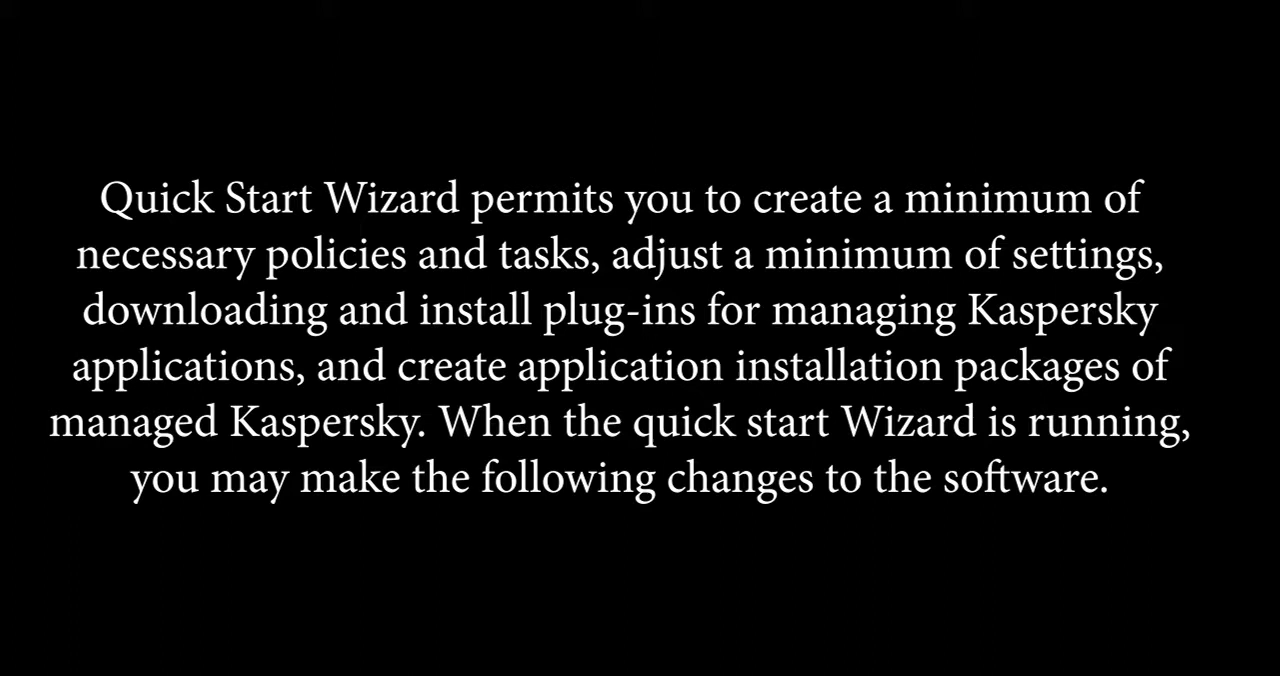 Quick Start Wizard permits you to create a minimum of
necessary policies and tasks, adjust a minimum of settings,
downloading and install plug-ins for managing Kaspersky
applications, and create application installation packages of
managed Kaspersky. When the quick start Wizard is running,
you may make the following changes to the software.